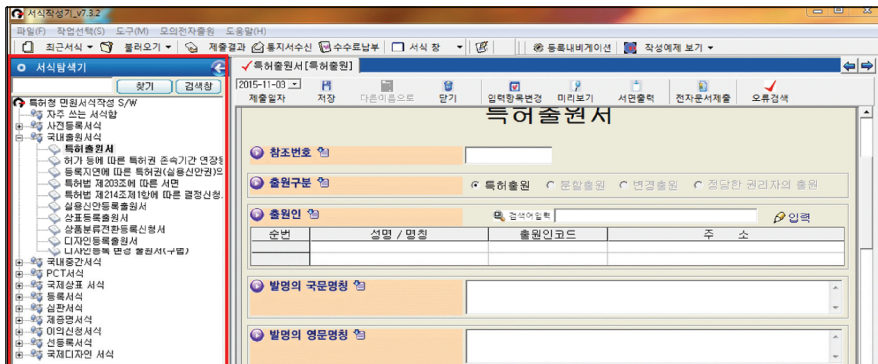 서식작성기_v7.3.2
파일(F) 작업선택(S) 도구(M) 모의전자출원 도움말(H)
최근서식 불러오기 제출결과 통지서수신 수수료납부 서식 창 등록내비게이션 작성예제 보기
서식탐색기
찾기 검색창
특허청 민원서식작성 S/W
자주 쓰는 서식함
사전등록서식
국내출원서식
특허출원서
허가 등에 따른 특허권 존속기간 연장등
등록지연에 따른 특허권(실용신안권)의
특허법 제203조에 따른 서면
특허법 제214조제1항에 따른 결정신청.
실용신안등록출원서
상표등록출원서
상품분류전환등록신청서
디자인등록출원서
디자인등록 변경 출원서(구법)
국내중간서식
PCT서식
국제상표 서식
등록서식
심판서식
제증명서식
이의신청서식
선등록서식
국제디자인 서식
특허출원서[특허출원]
2015-11-03
제출일자 저장 다른이름으로 닫기 입력항목변경 미리보기 서면출력 전자문서제출 오류검색
특허출원서
참조번호
출원구분 특허출원 분할출원 변경출원 정당한 권리자의 출원
출원인 검색어입력 입력
순번 성명 / 명칭 출원인코드 주 소
발명의 국문명칭
발명의 영문명칭